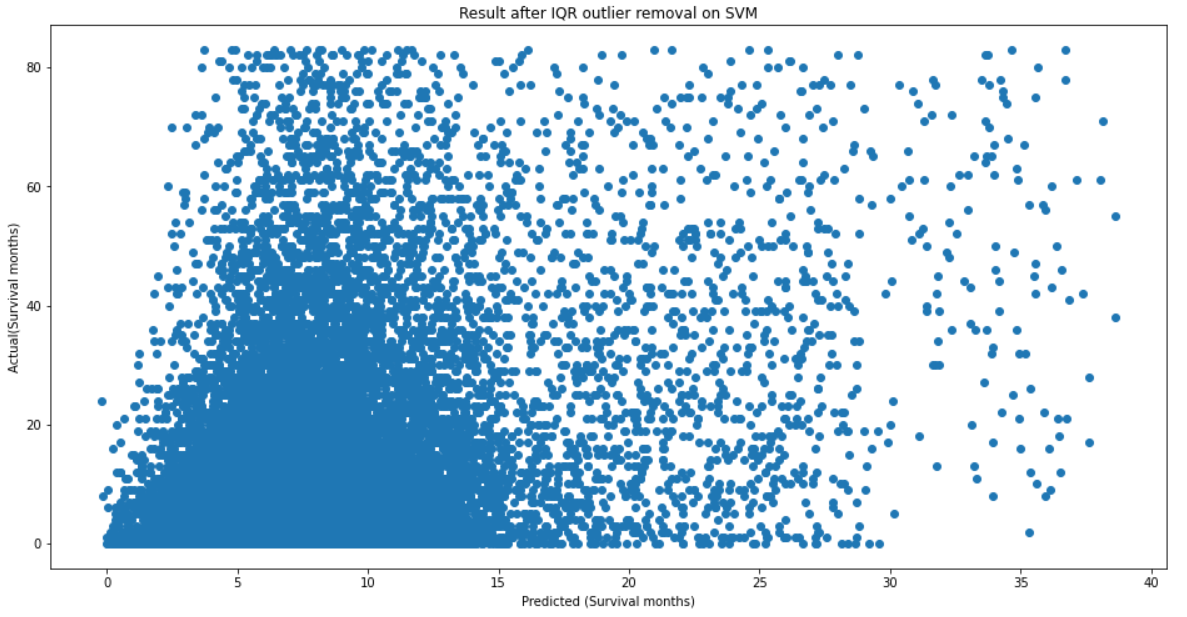 Result after IQR outlier removal on SVM
Actual(Survival months)
80
60
40
20
0
0 5 10 15 20 25 30 35 40
Predicted (Survival months)